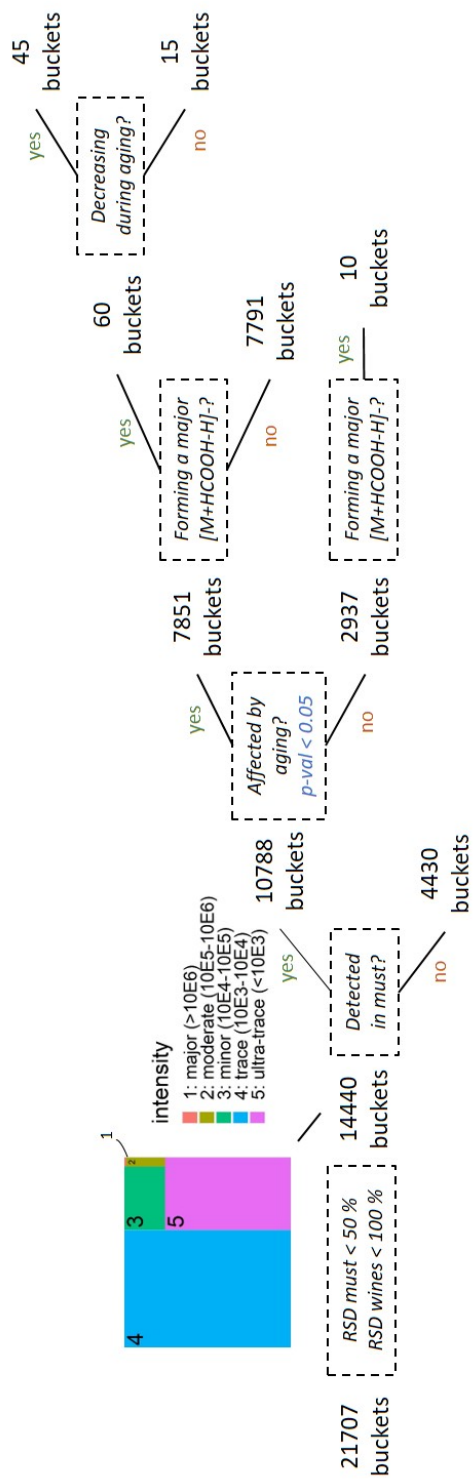 21707
buckets
RSD must < 50 %
RSD wines < 100 %
14440
buckets
4
3
5
2
1
intensity
1: major (>10E6)
2: moderate (10E5-10E6)
3: minor (10E4-10E5)
4: trace (10E3-10E4)
5: ultra-trace (<10E3)
Detected
in must?
yes
10788
buckets
no
4430
buckets
Affected by
aging?
p-val < 0.05
yes
7851
buckets
no
2937
buckets
Forming a major
[M+HCOOH-H]-?
yes
60
buckets
no
7791
buckets
Forming a major
[M+HCOOH-H]-?
yes
10
buckets
Decreasing
during aging?
yes
45
buckets
no
15
buckets